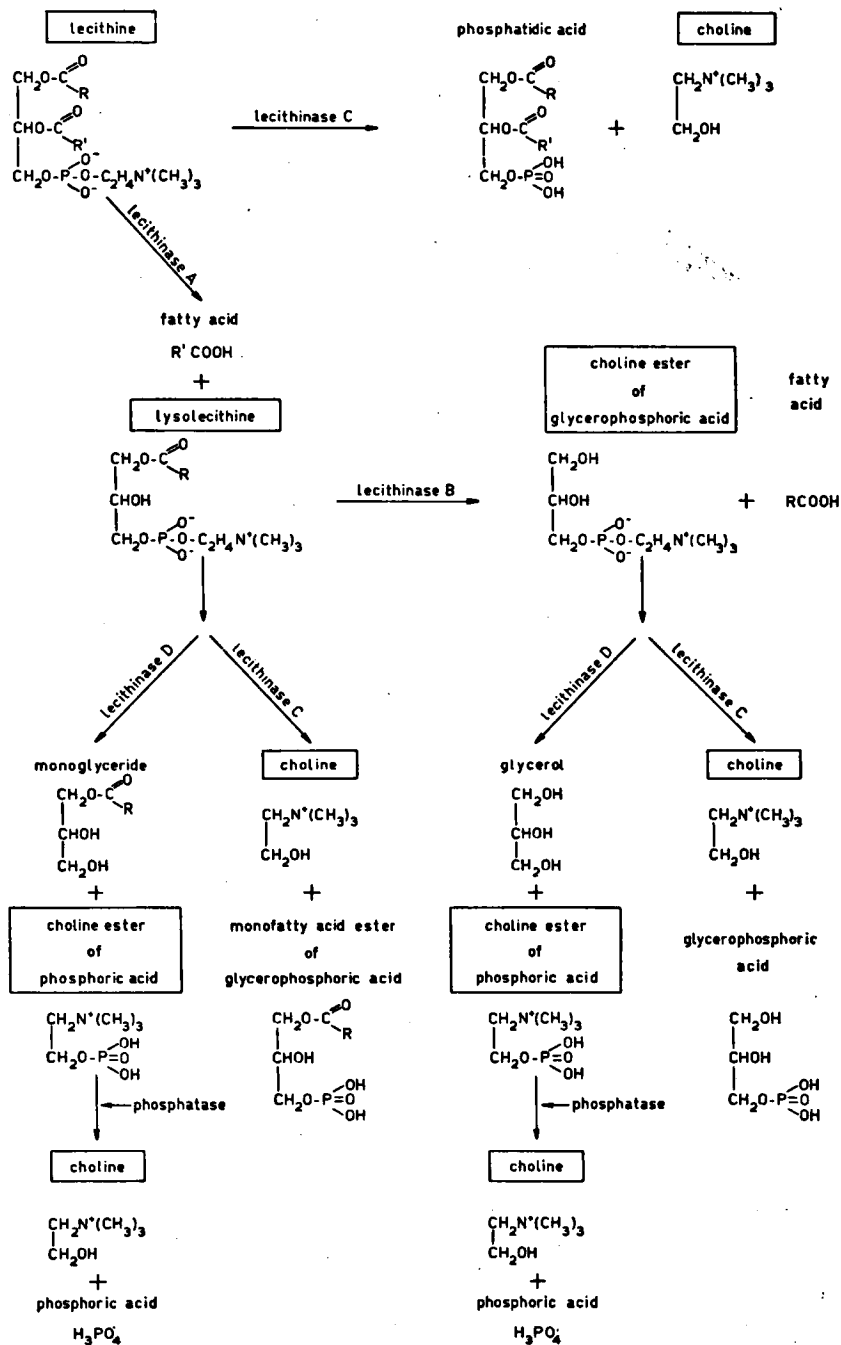 lecithine
phosphatidic acid
choline
CH₂O-C=O
R
CHO-C=O
R'
CH₂O-P-O-C₂H₄N⁺(CH₃)₃
O⁻
O⁻
lecithinase C
CH₂O-C=O
R
CHO-C=O
R'
CH₂O-P=O
OH
OH
+
CH₂N⁺(CH₃)₃
CH₂OH
lecithinase A
fatty acid
R' COOH
+
lysolecithine
CH₂O-C=O
R
CHOH
CH₂O-P-O-C₂H₄N⁺(CH₃)₃
O⁻
O⁻
lecithinase B
choline ester
of
glycerophosphoric acid
fatty
acid
CH₂OH
CHOH
CH₂O-P-O-C₂H₄N⁺(CH₃)₃
O⁻
O⁻
+
RCOOH
lecithinase D
lecithinase C
lecithinase D
lecithinase C
monoglyceride
CH₂O-C=O
R
CHOH
CH₂OH
+
choline ester
of
phosphoric acid
CH₂N⁺(CH₃)₃
CH₂O-P=O
OH
OH
phosphatase
choline
CH₂N⁺(CH₃)₃
CH₂OH
+
phosphoric acid
H₃PO₄
choline
CH₂N⁺(CH₃)₃
CH₂OH
+
monofatty acid ester
of
glycerophosphoric acid
CH₂O-C=O
R
CHOH
CH₂O-P=O
OH
OH
glycerol
CH₂OH
CHOH
CH₂OH
+
choline ester
of
phosphoric acid
CH₂N⁺(CH₃)₃
CH₂O-P=O
OH
OH
phosphatase
choline
CH₂N⁺(CH₃)₃
CH₂OH
+
phosphoric acid
H₃PO₄
choline
CH₂N⁺(CH₃)₃
CH₂OH
+
glycerophosphoric
acid
CH₂OH
CHOH
CH₂O-P=O
OH
OH